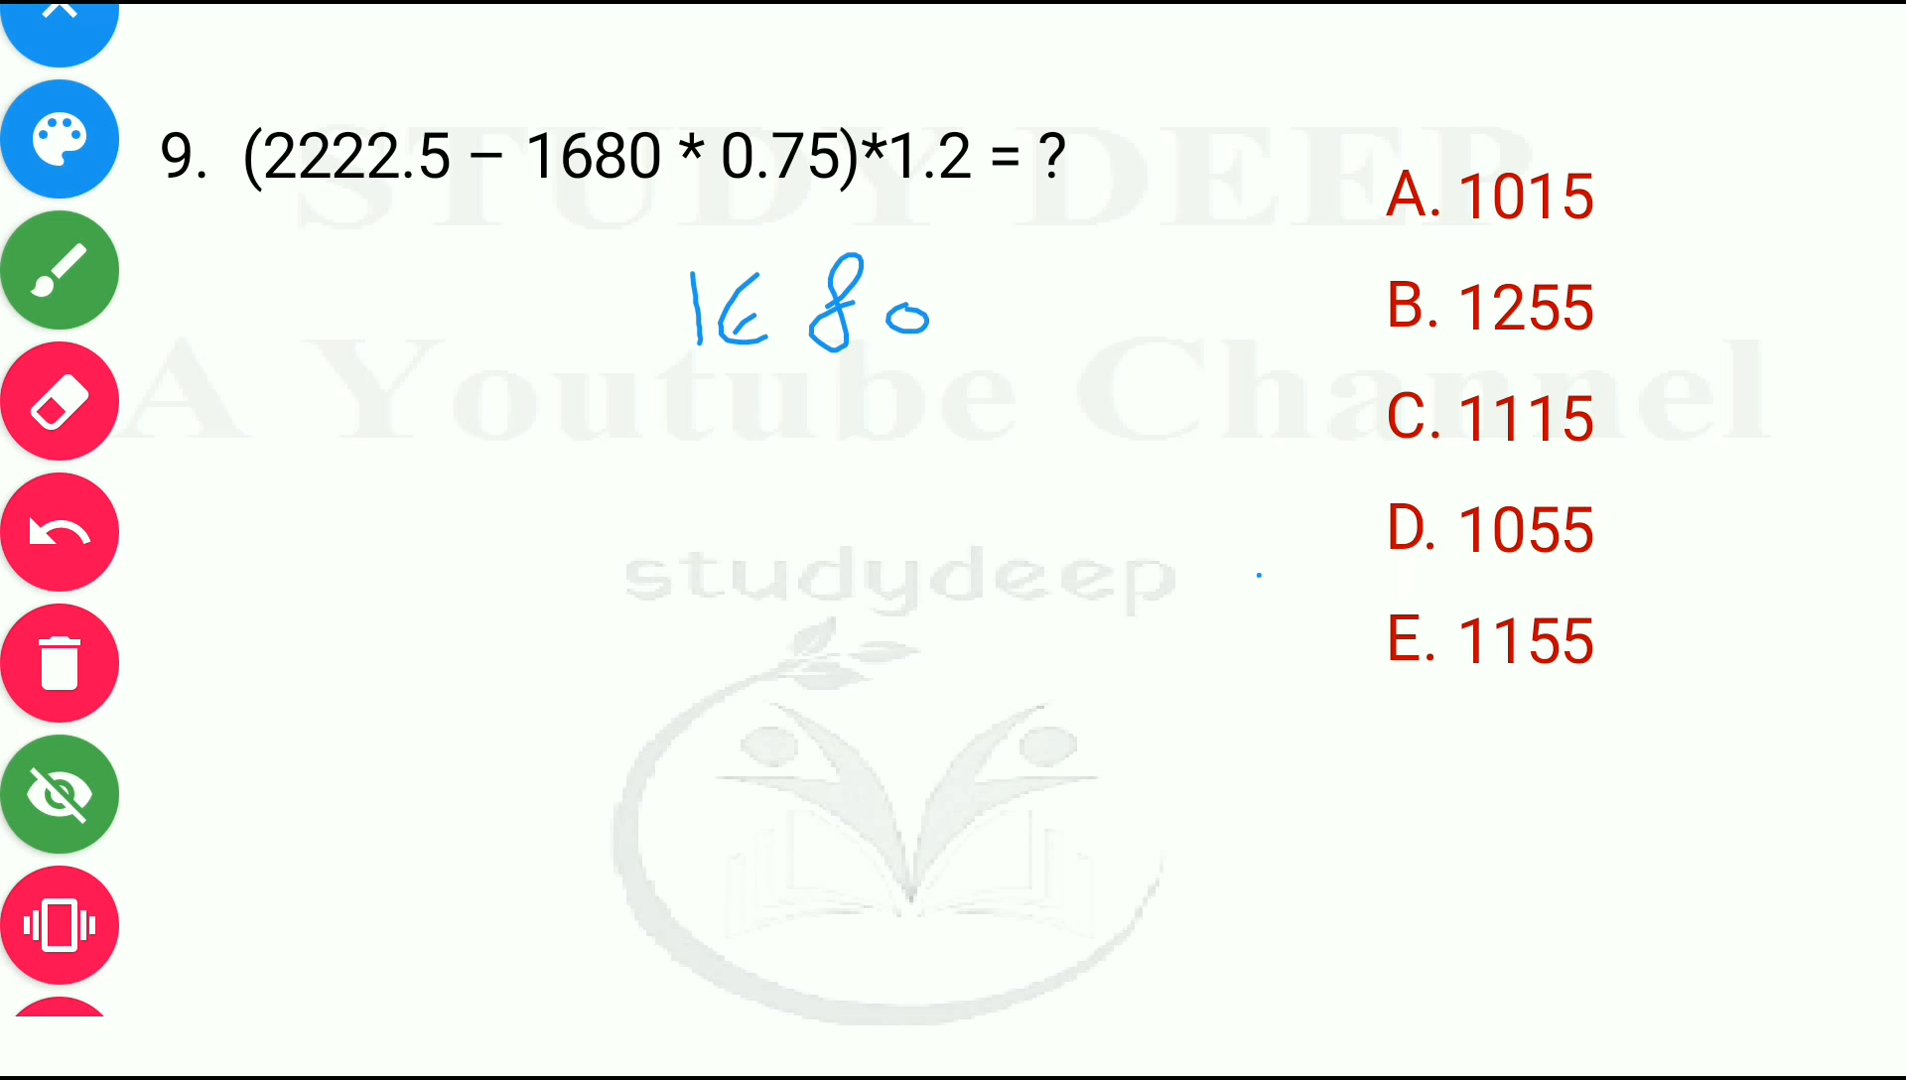 STUDY DEEP
9. (2222.5 – 1680 * 0.75)*1.2 = ?
A. 1015
1680
B. 1255
A Youtube Channel
C. 1115
D. 1055
studydeep
E. 1155